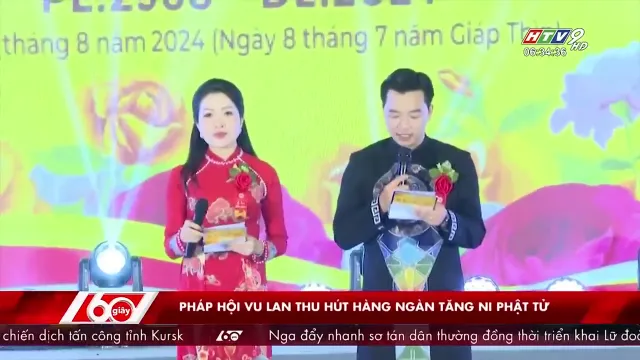 tháng 8 năm 2024 (Ngày 8 tháng 7 năm Giáp Thìn)
HTV9 HD
06:34:36
60 giây
PHÁP HỘI VU LAN THU HÚT HÀNG NGÀN TĂNG NI PHẬT TỬ
chiến dịch tấn công tỉnh Kursk 60 Nga đẩy nhanh sơ tán dân thường đồng thời triển khai Lữ